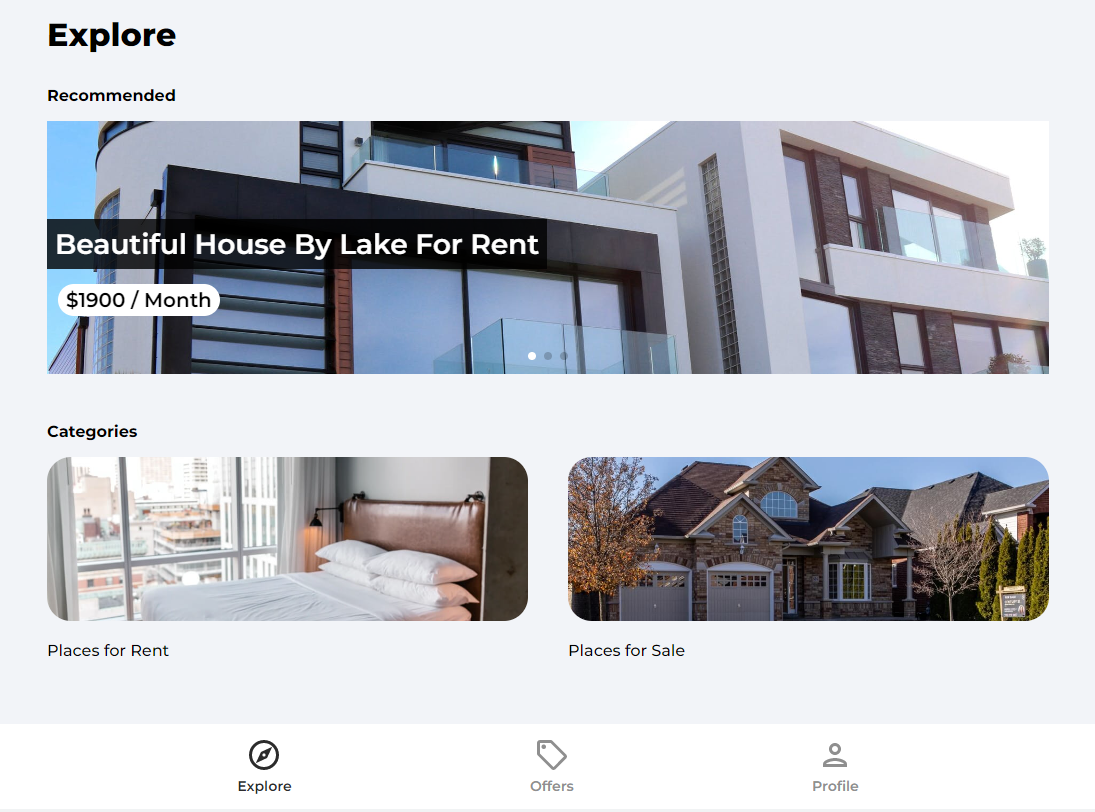 Explore
Recommended
Beautiful House By Lake For Rent
$1900 / Month
Categories
Places for Rent
Places for Sale
Explore
Offers
Profile